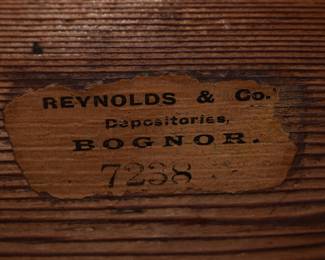 REYNOLDS & Co.
Depositories,
BOGNOR.
7238